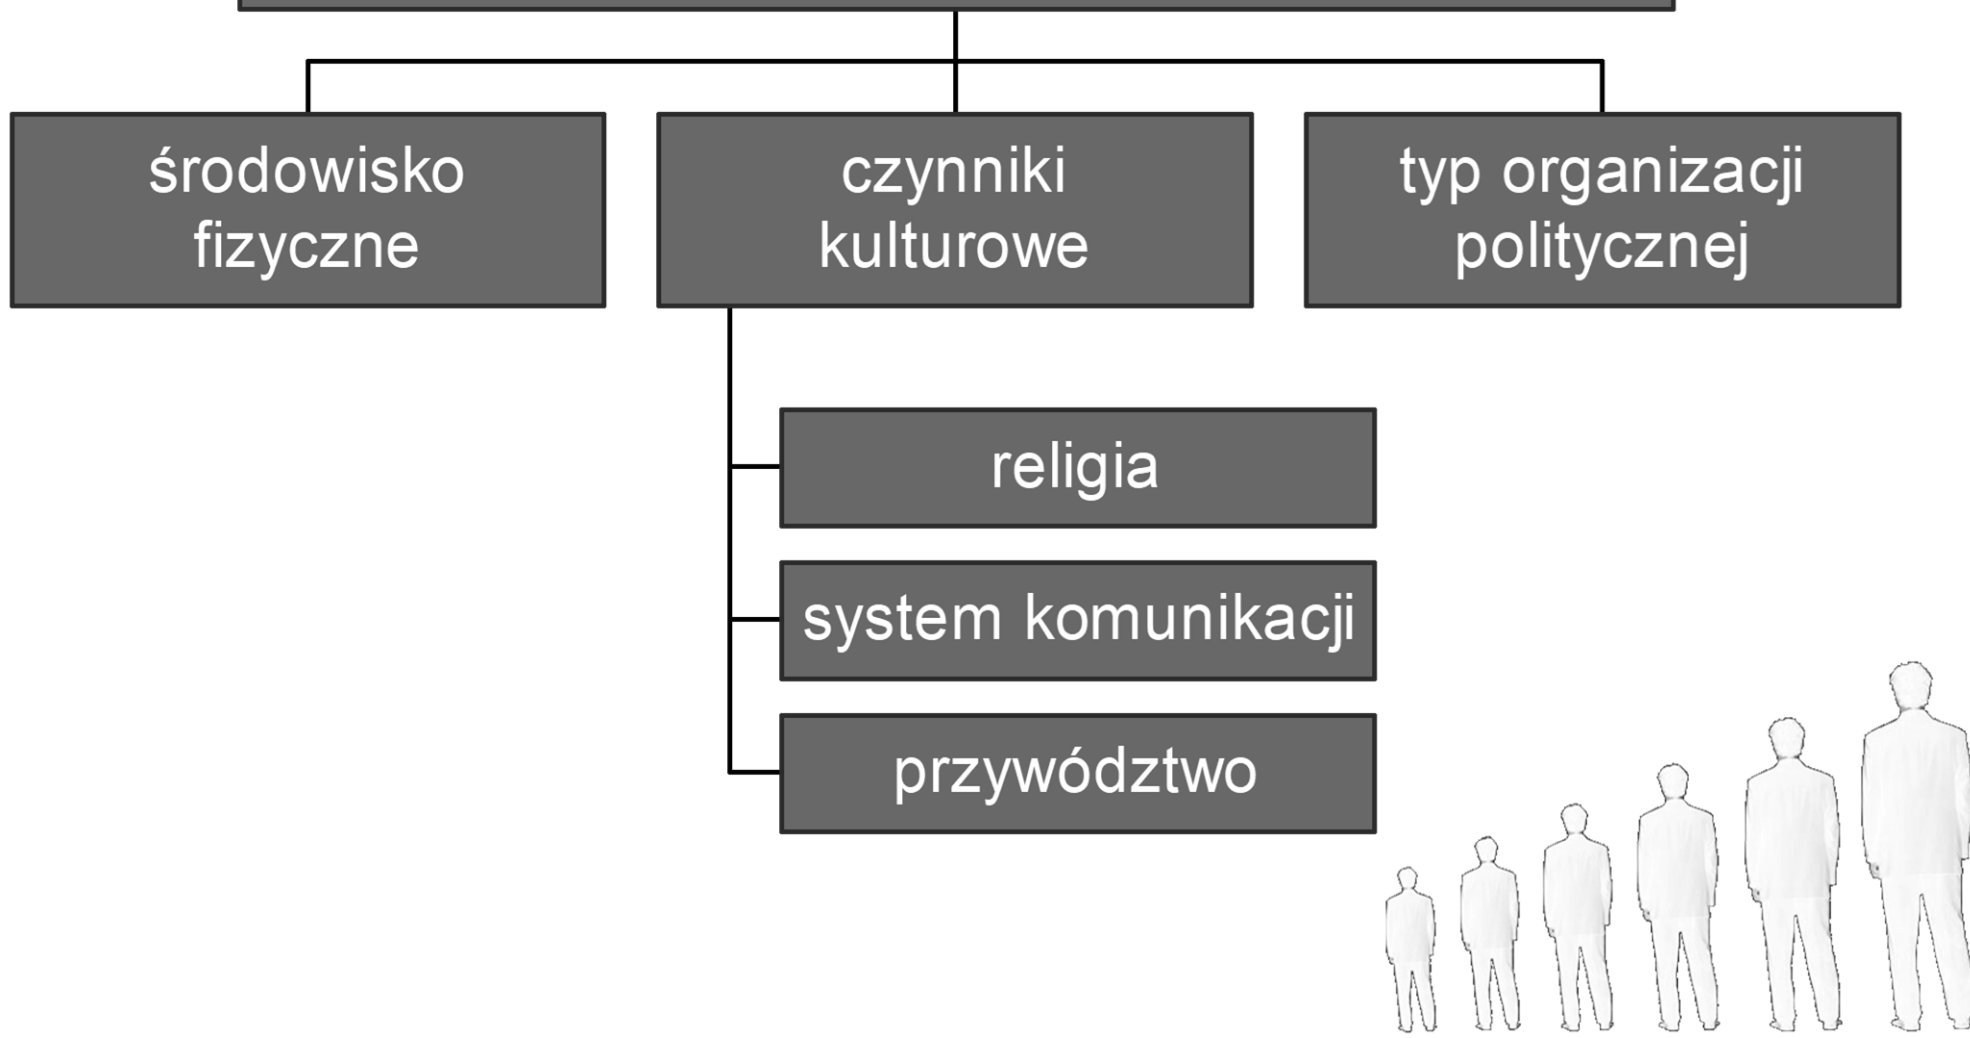 środowisko
fizyczne
czynniki
kulturowe
typ organizacji
politycznej
religia
system komunikacji
przywództwo